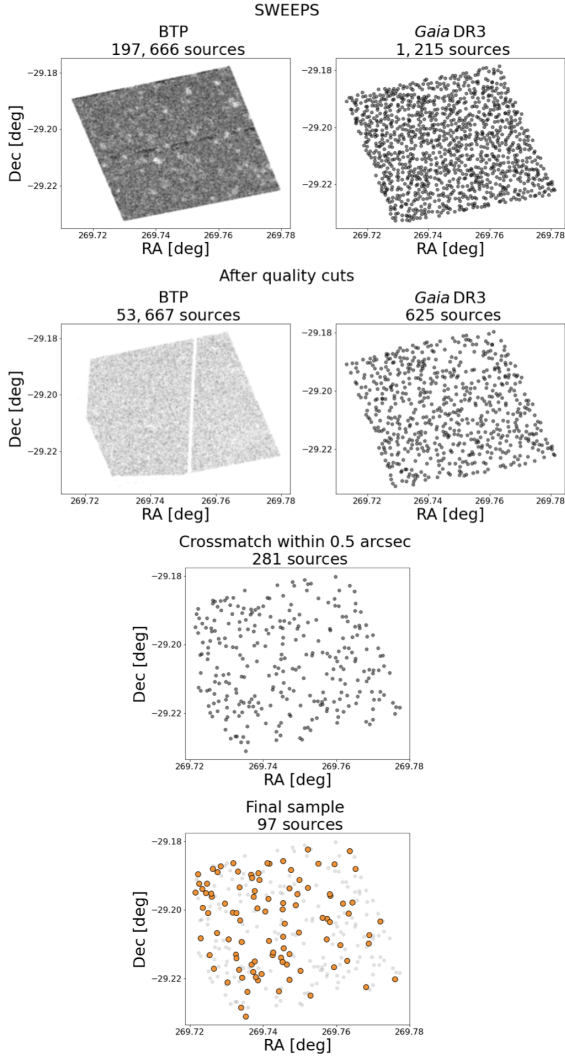 SWEEPS
BTP
197, 666 sources
Gaia DR3
1, 215 sources
Dec [deg]
−29.18
−29.20
−29.22
269.72 269.74 269.76 269.78
RA [deg]
−29.18
−29.20
−29.22
269.72 269.74 269.76 269.78
RA [deg]
After quality cuts
BTP
53, 667 sources
Gaia DR3
625 sources
Dec [deg]
−29.18
−29.20
−29.22
269.72 269.74 269.76 269.78
RA [deg]
−29.18
−29.20
−29.22
269.72 269.74 269.76 269.78
RA [deg]
Crossmatch within 0.5 arcsec
281 sources
Dec [deg]
−29.18
−29.20
−29.22
269.72 269.74 269.76 269.78
RA [deg]
Final sample
97 sources
Dec [deg]
−29.18
−29.20
−29.22
269.72 269.74 269.76 269.78
RA [deg]